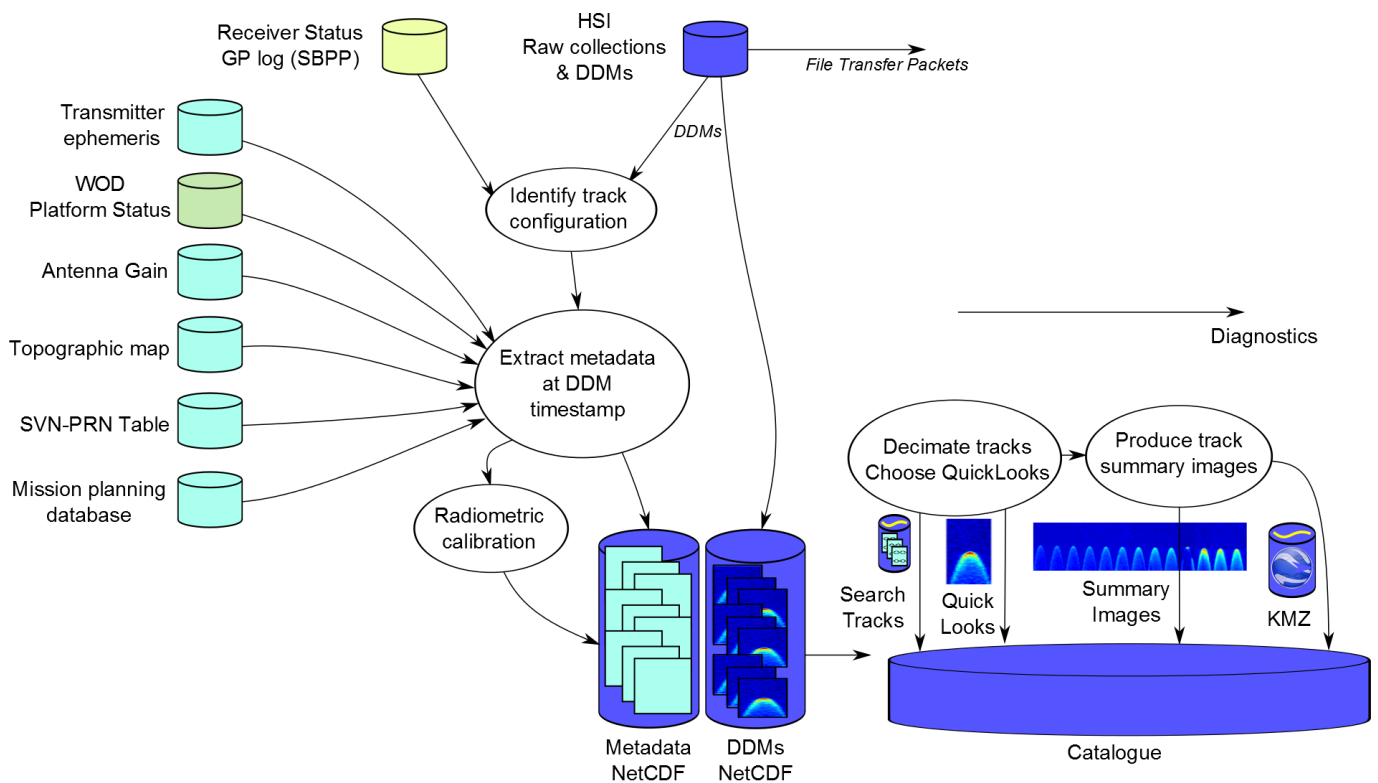 Receiver Status
GP log (SBPP)
HSI
Raw collections
& DDMs
File Transfer Packets
DDMs
Transmitter
ephemeris
WOD
Platform Status
Antenna Gain
Topographic map
SVN-PRN Table
Mission planning
database
Identify track
configuration
Extract metadata
at DDM
timestamp
Radiometric
calibration
Metadada
NetCDF
DDMs
NetCDF
Diagnostics
Decimate tracks
Choose QuickLooks
Produce track
summary images
Search
Tracks
Quick
Looks
Summary
Images
KMZ
Catalogue